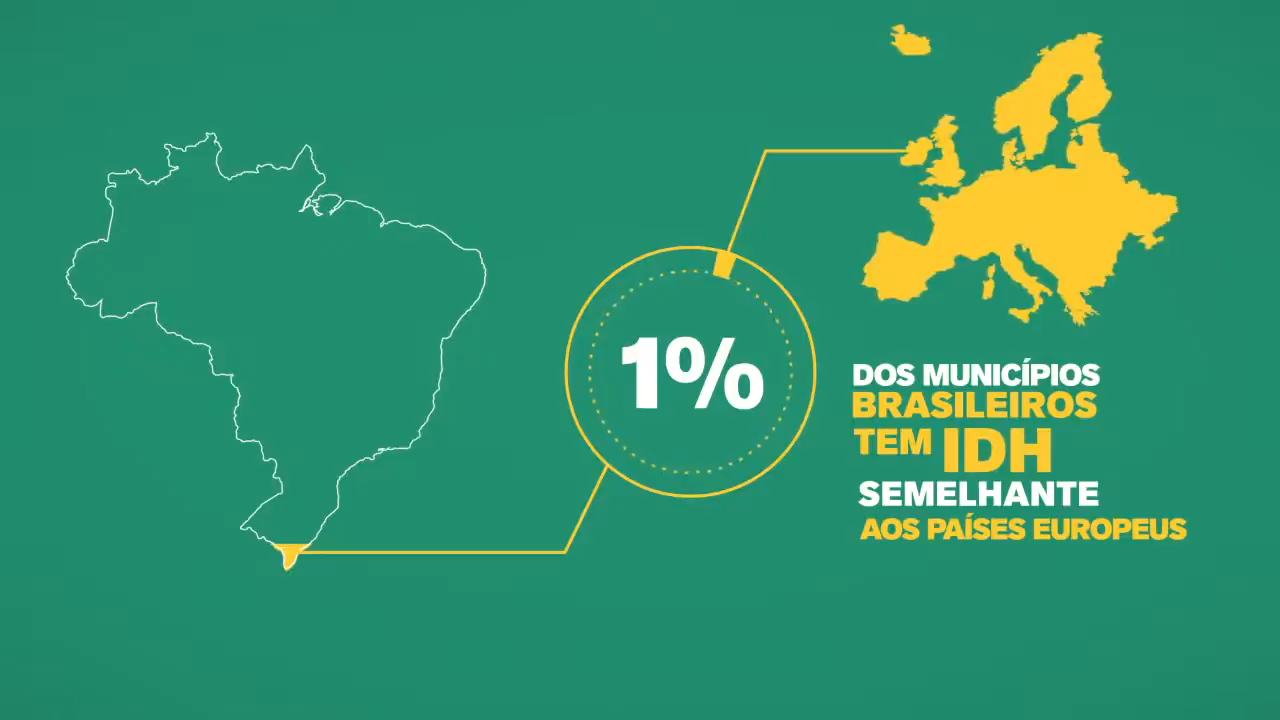 1%
DOS MUNICÍPIOS
BRASILEIROS
TEM IDH
SEMELHANTE
AOS PAÍSES EUROPEUS